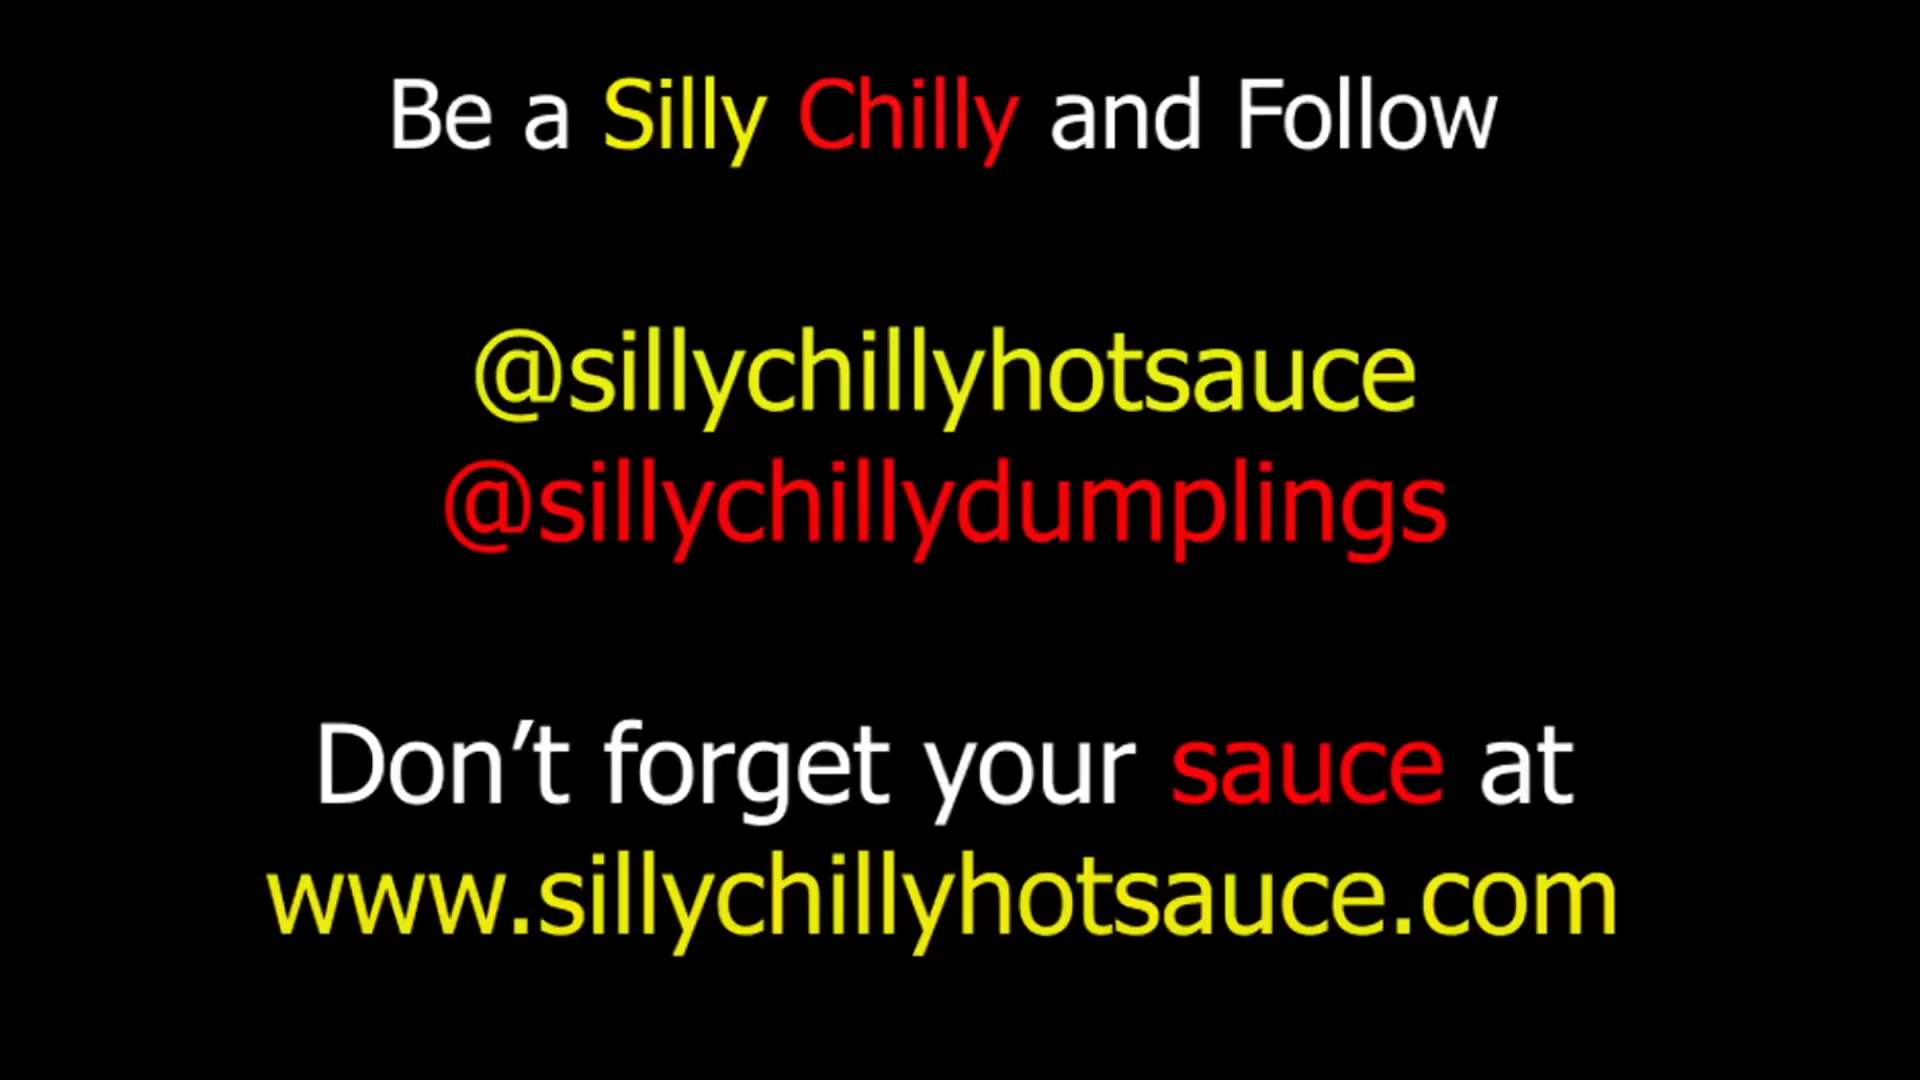 Be a Silly Chilly and Follow
@sillychillyhotsauce
@sillychillydumplings
Don’t forget your sauce at
www.sillychillyhotsauce.com